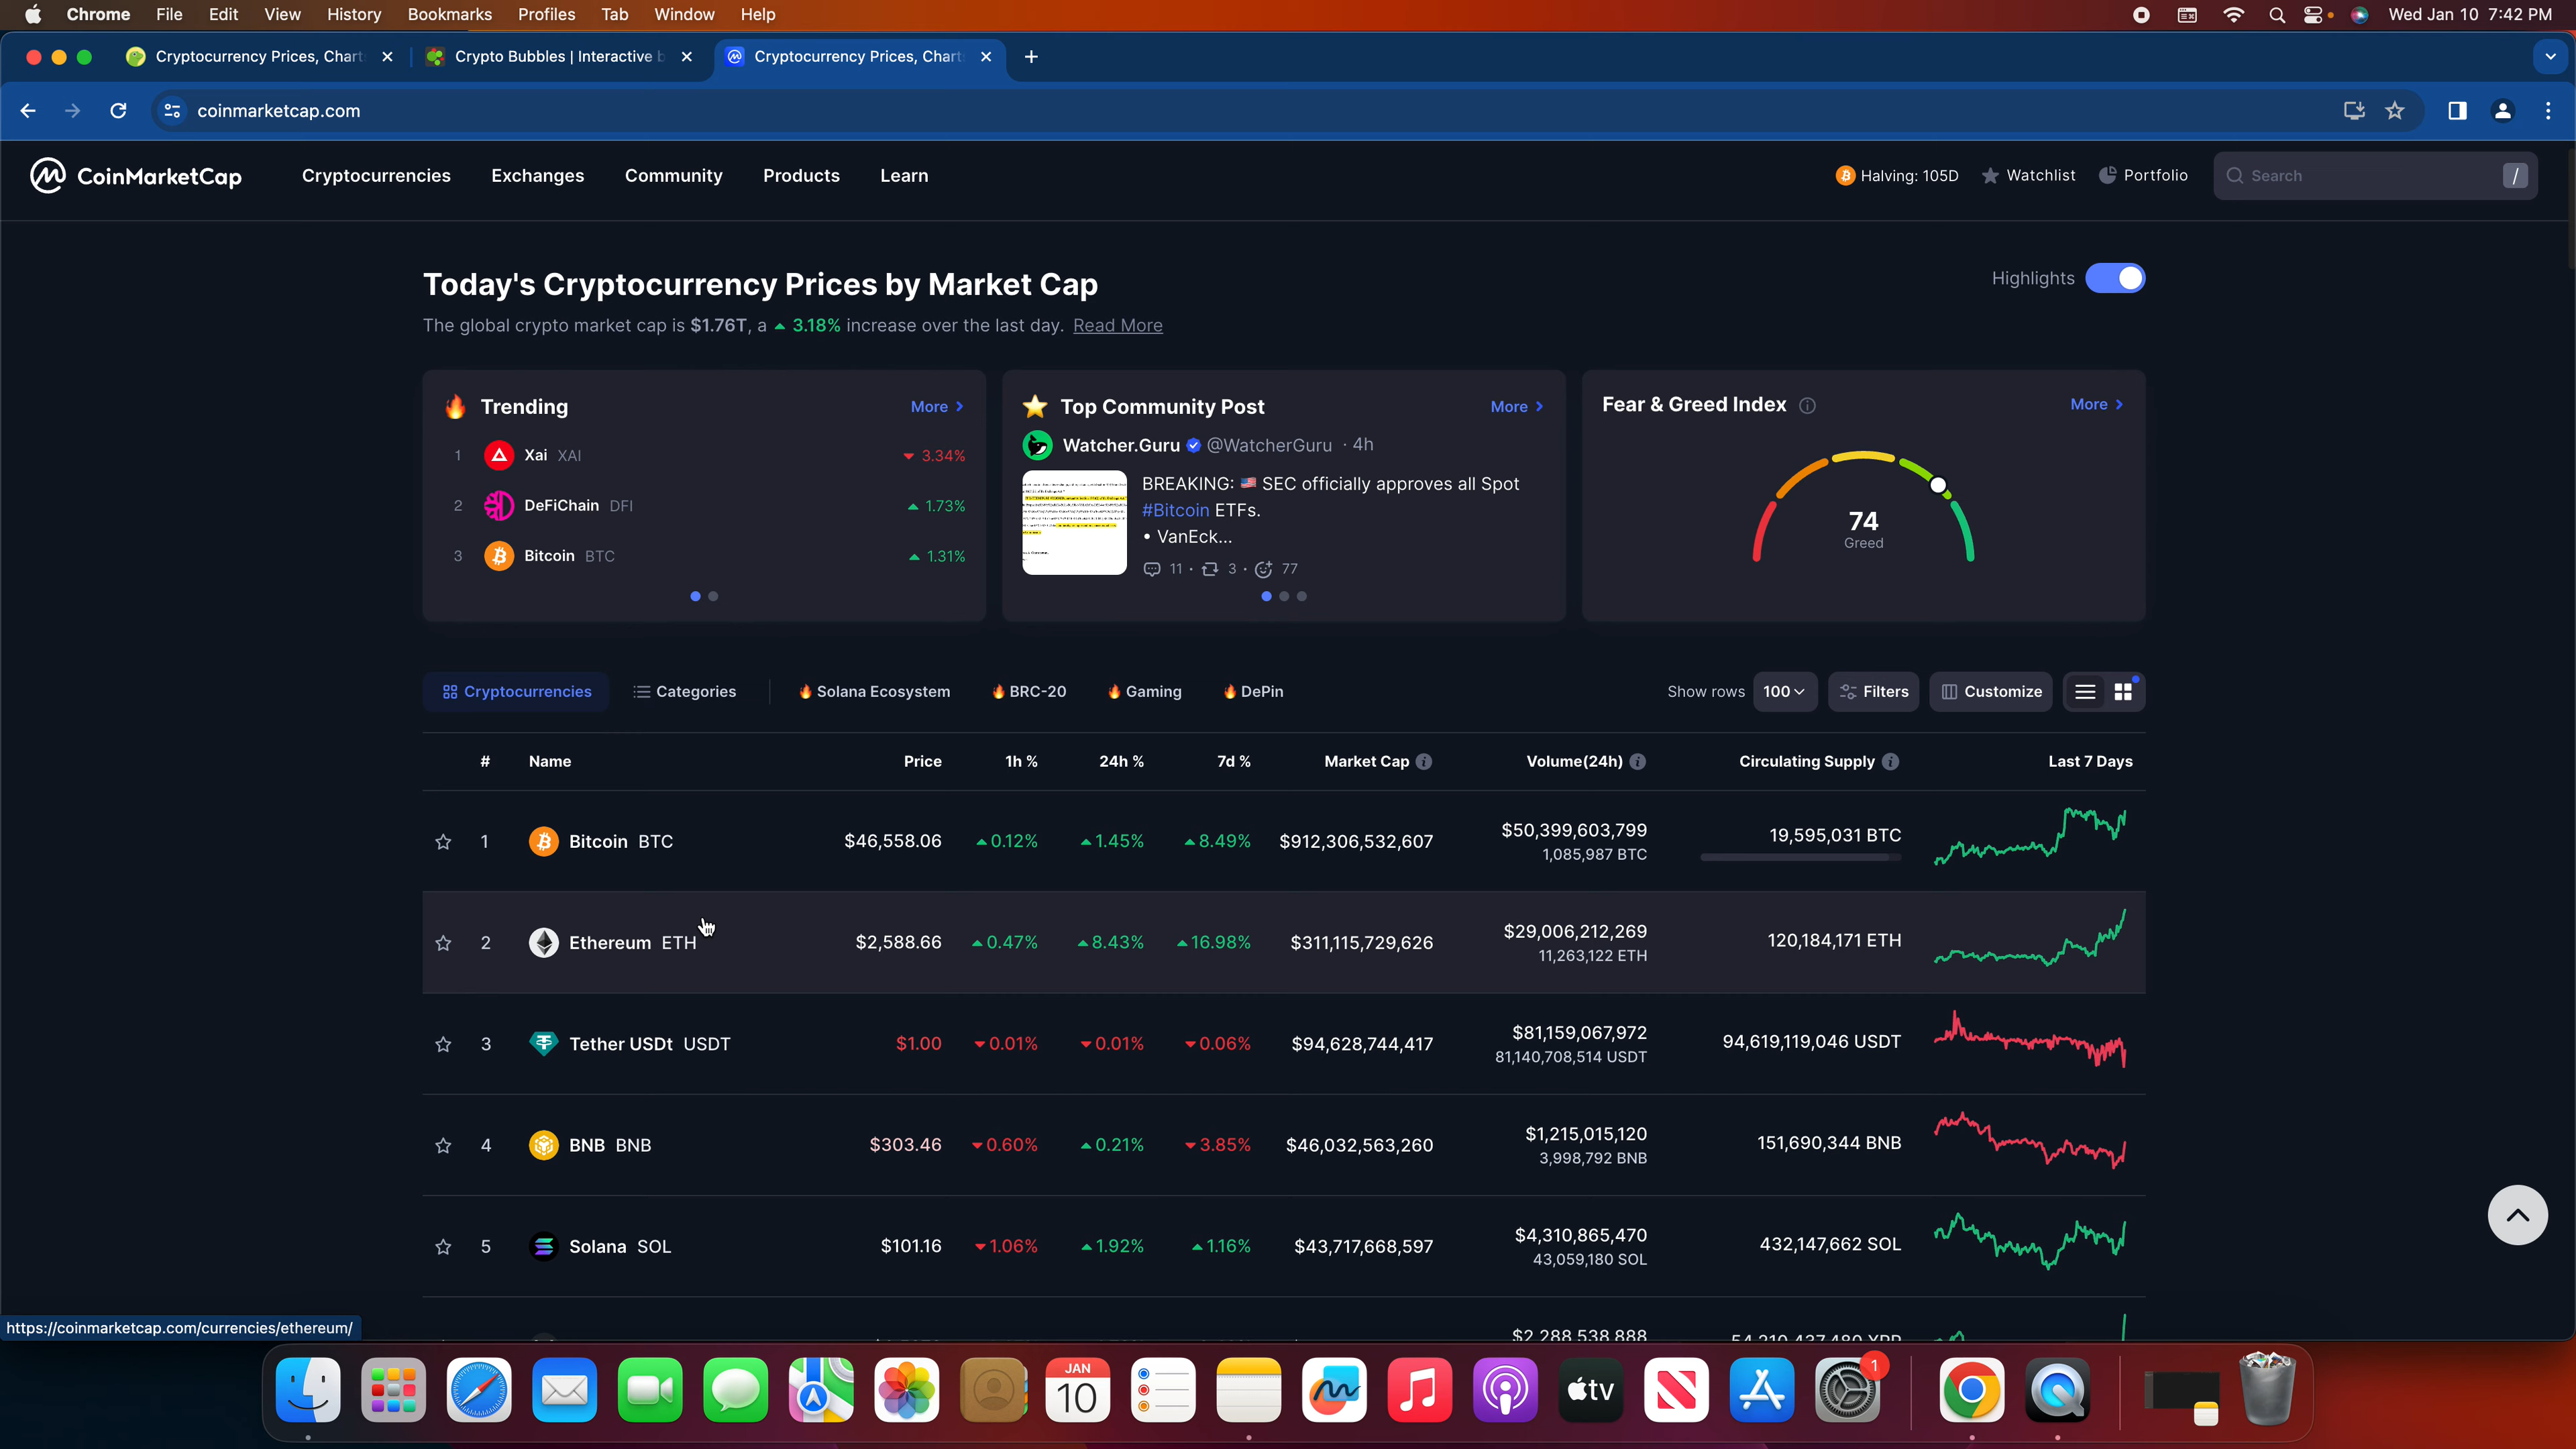 Chrome File Edit View History Bookmarks Profiles Tab Window Help Wed Jan 10 7:42 PM
Cryptocurrency Prices, Chart Crypto Bubbles | Interactive b Cryptocurrency Prices, Chart
coinmarketcap.com
CoinMarketCap Cryptocurrencies Exchanges Community Products Learn Halving: 105D Watchlist Portfolio Search /
Today's Cryptocurrency Prices by Market Cap Highlights
The global crypto market cap is $1.76T, a 3.18% increase over the last day. Read More
Trending More
1 Xai XAI 3.34%
2 DeFiChain DFI 1.73%
3 Bitcoin BTC 1.31%
Top Community Post More
Watcher.Guru @WatcherGuru · 4h
BREAKING: 🇺🇸 SEC officially approves all Spot
#Bitcoin ETFs.
• VanEck...
11 · 3 · 77
Fear & Greed Index More
74
Greed
Cryptocurrencies Categories Solana Ecosystem BRC-20 Gaming DePin Show rows 100 Filters Customize
# Name Price 1h % 24h % 7d % Market Cap Volume(24h) Circulating Supply Last 7 Days
1 Bitcoin BTC $46,558.06 0.12% 1.45% 8.49% $912,306,532,607 $50,399,603,799 19,595,031 BTC
1,085,987 BTC
2 Ethereum ETH $2,588.66 0.47% 8.43% 16.98% $311,115,729,626 $29,006,212,269 120,184,171 ETH
11,263,122 ETH
3 Tether USDt USDT $1.00 0.01% 0.01% 0.06% $94,628,744,417 $81,159,067,972 94,619,119,046 USDT
81,140,708,514 USDT
4 BNB BNB $303.46 0.60% 0.21% 3.85% $46,032,563,260 $1,215,015,120 151,690,344 BNB
3,998,792 BNB
5 Solana SOL $101.16 1.06% 1.92% 1.16% $43,717,668,597 $4,310,865,470 432,147,662 SOL
43,059,180 SOL
$2,288,538,888 54,210,437,480 XRP
https://coinmarketcap.com/currencies/ethereum/
JAN
10
tv
1